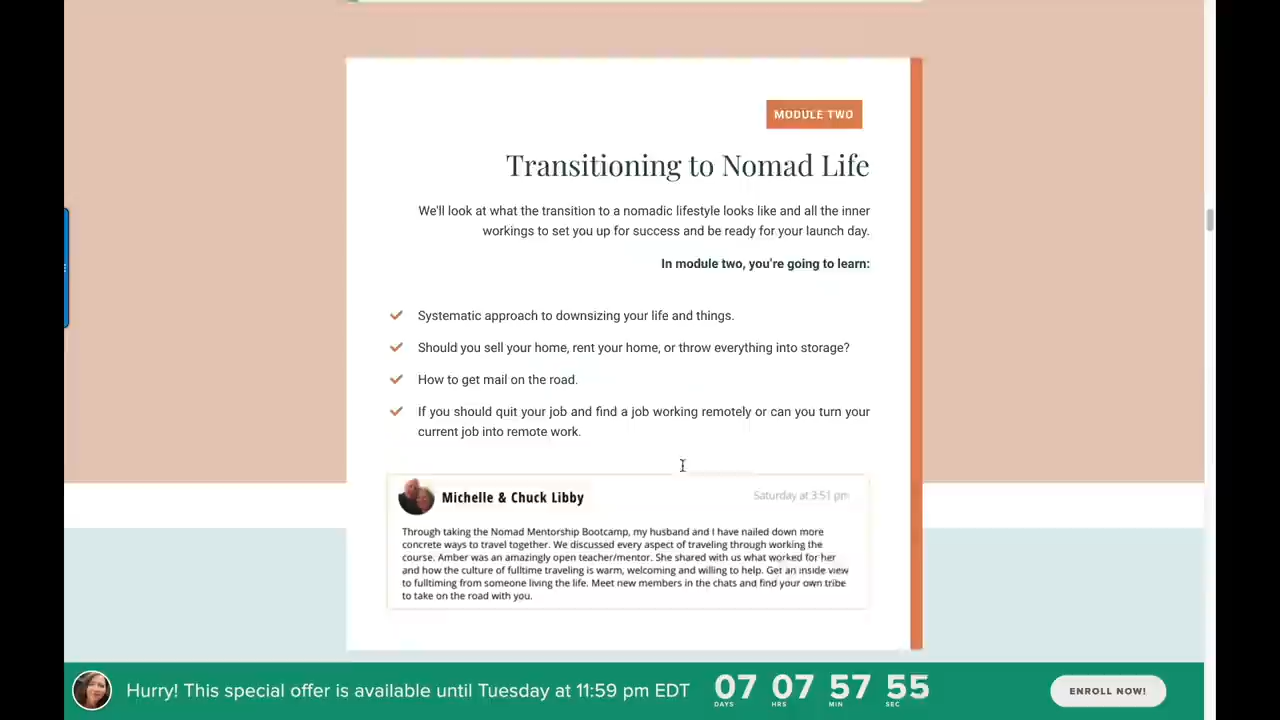 MODULE TWO
Transitioning to Nomad Life
We'll look at what the transition to a nomadic lifestyle looks like and all the inner
workings to set you up for success and be ready for your launch day.
In module two, you're going to learn:
Systematic approach to downsizing your life and things.
Should you sell your home, rent your home, or throw everything into storage?
How to get mail on the road.
If you should quit your job and find a job working remotely or can you turn your
current job into remote work.
Michelle & Chuck Libby
Saturday at 3:51 pm
Through taking the Nomad Mentorship Bootcamp, my husband and I have nailed down more
concrete ways to travel together. We discussed every aspect of traveling through working the
course. Amber was an amazingly open teacher/mentor. She shared with us what worked for her
and how the culture of fulltime traveling is warm, welcoming and willing to help. Get an inside view
to fulltiming from someone living the life. Meet new members in the chats and find your own tribe
to take on the road with you.
Hurry! This special offer is available until Tuesday at 11:59 pm EDT
07 07 57 55
DAYS HRS MIN SEC
ENROLL NOW!